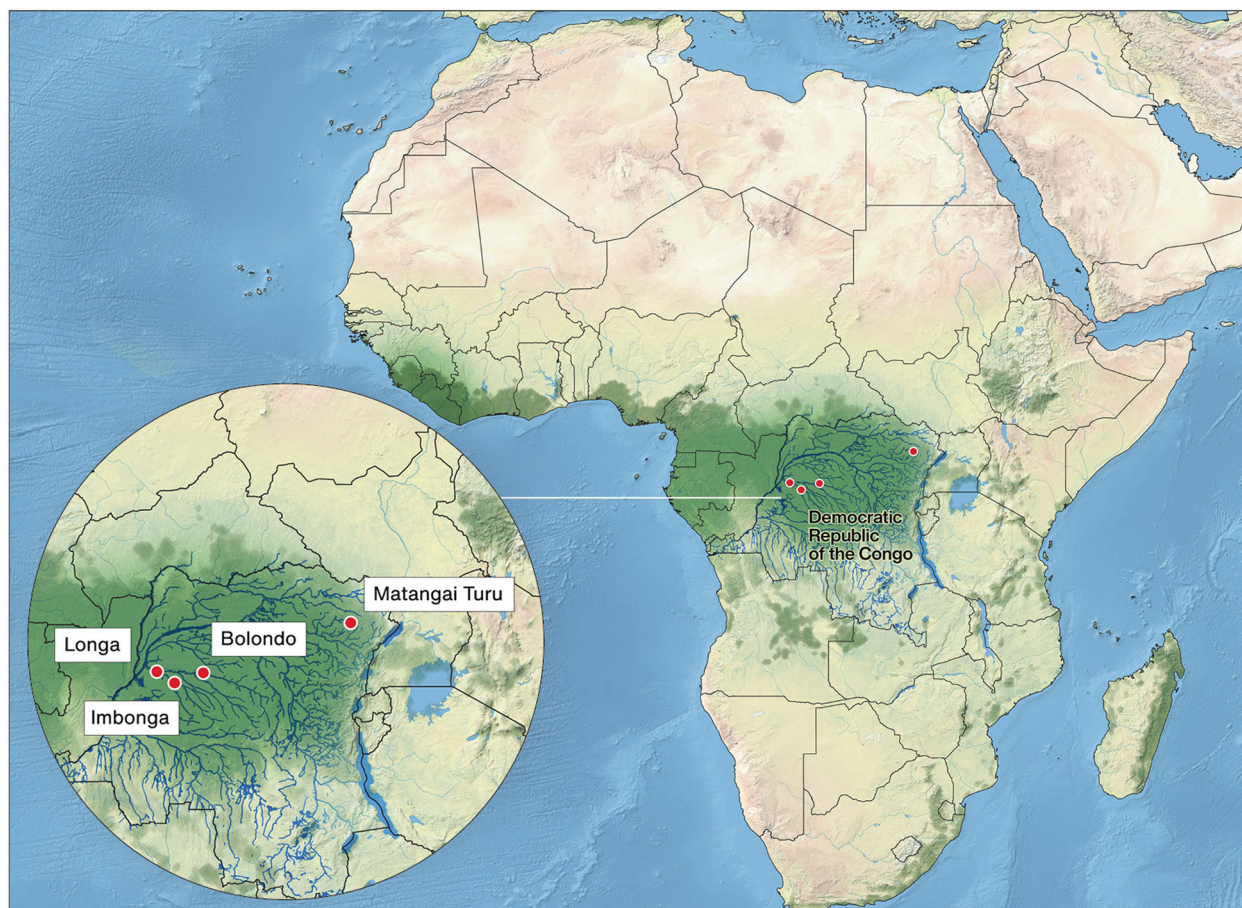 Democratic
Republic
of the Congo
Matangai Turu
Longa
Bolondo
Imbonga